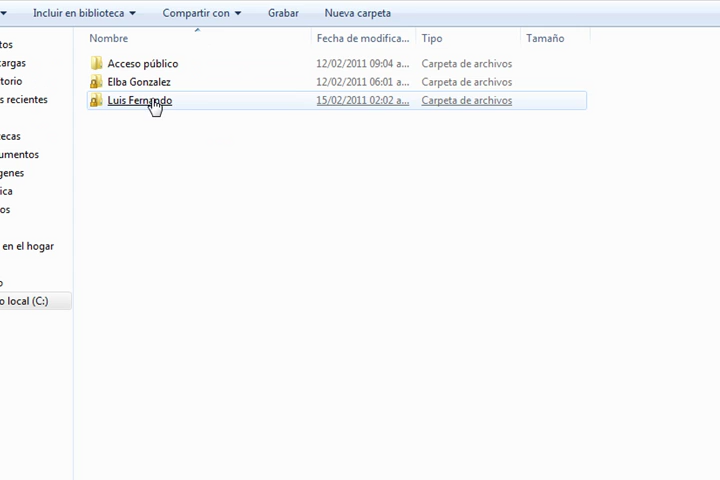 Incluir en biblioteca Compartir con Grabar Nueva carpeta
Nombre Fecha de modifica... Tipo Tamaño
Acceso público 12/02/2011 09:04 a... Carpeta de archivos
Elba Gonzalez 12/02/2011 06:01 a... Carpeta de archivos
Luis Fernando 15/02/2011 02:02 a... Carpeta de archivos
tos
cargas
torio
s recientes
ecas
umentos
genes
ica
os
en el hogar
o
o local (C:)